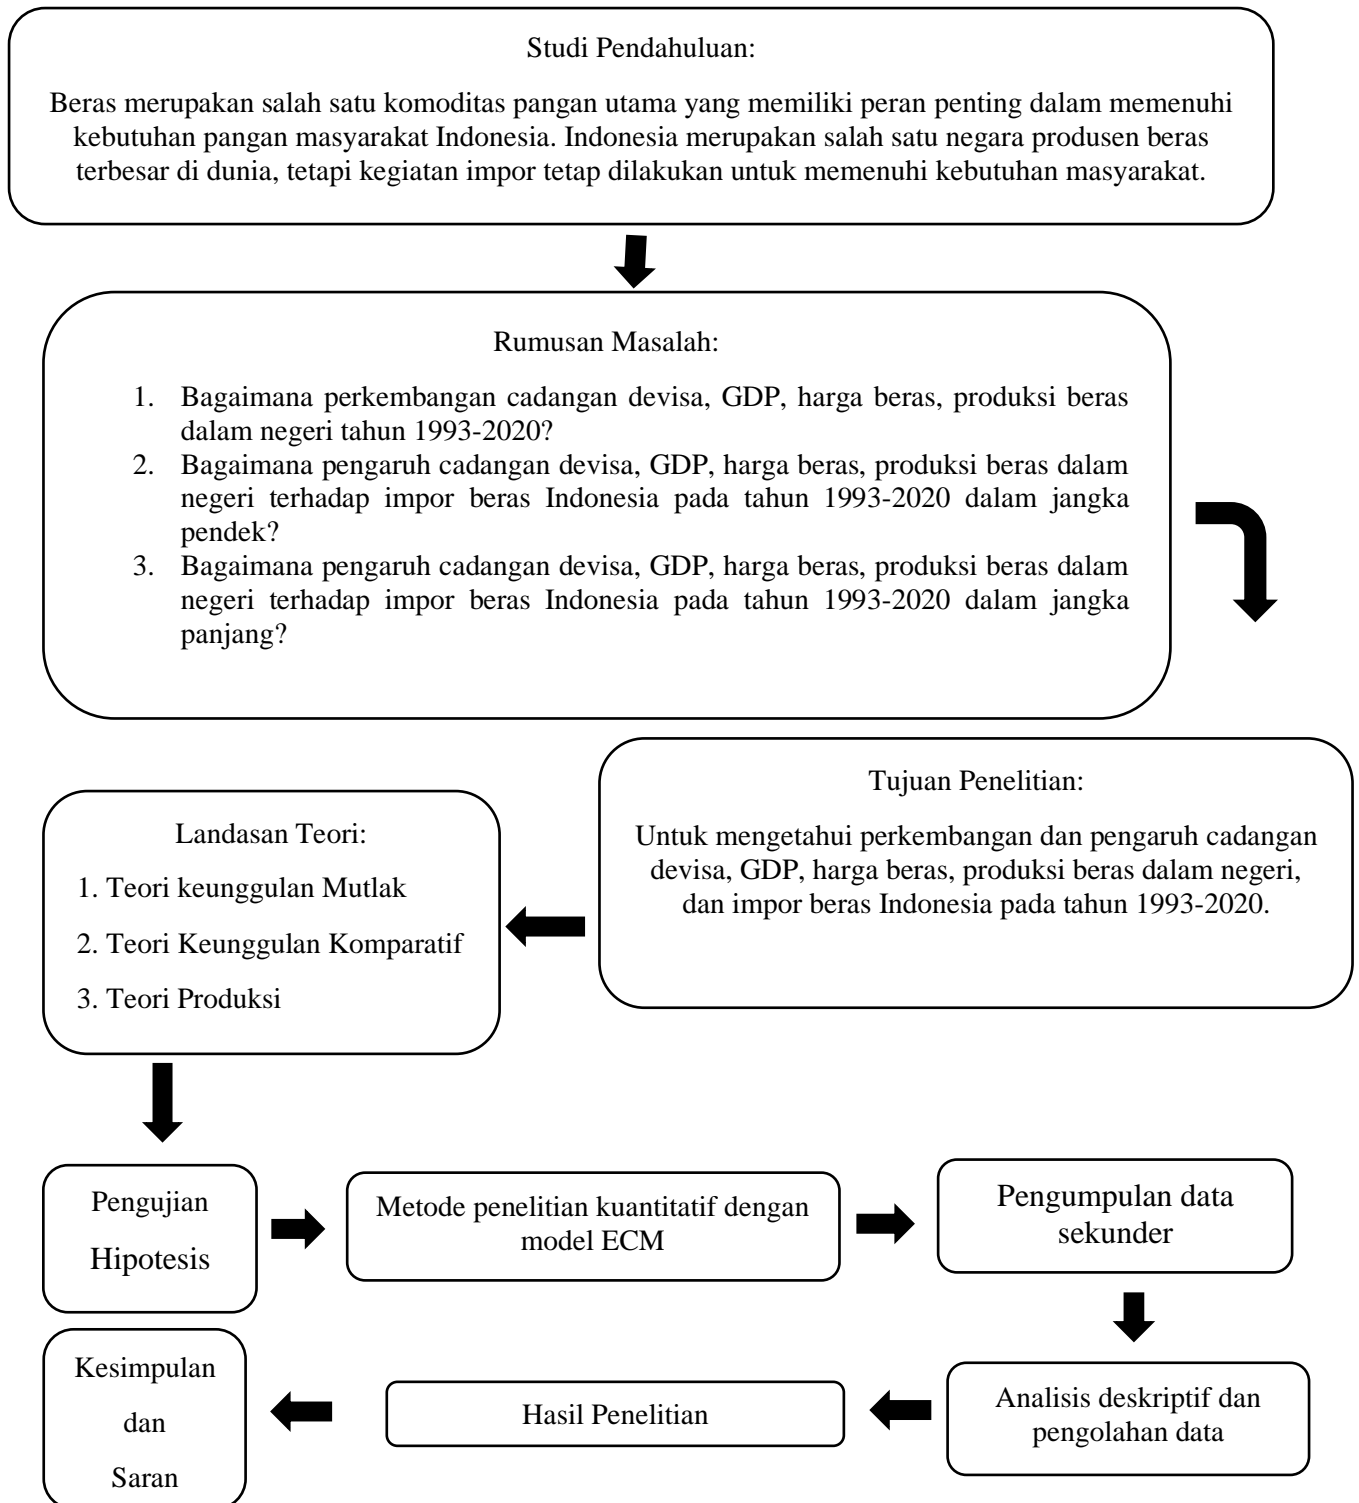 Studi Pendahuluan:
Beras merupakan salah satu komoditas pangan utama yang memiliki peran penting dalam memenuhi
kebutuhan pangan masyarakat Indonesia. Indonesia merupakan salah satu negara produsen beras
terbesar di dunia, tetapi kegiatan impor tetap dilakukan untuk memenuhi kebutuhan masyarakat.
Rumusan Masalah:
1. Bagaimana perkembangan cadangan devisa, GDP, harga beras, produksi beras
dalam negeri tahun 1993-2020?
2. Bagaimana pengaruh cadangan devisa, GDP, harga beras, produksi beras dalam
negeri terhadap impor beras Indonesia pada tahun 1993-2020 dalam jangka
pendek?
3. Bagaimana pengaruh cadangan devisa, GDP, harga beras, produksi beras dalam
negeri terhadap impor beras Indonesia pada tahun 1993-2020 dalam jangka
panjang?
Tujuan Penelitian:
Untuk mengetahui perkembangan dan pengaruh cadangan
devisa, GDP, harga beras, produksi beras dalam negeri,
dan impor beras Indonesia pada tahun 1993-2020.
Landasan Teori:
1. Teori keunggulan Mutlak
2. Teori Keunggulan Komparatif
3. Teori Produksi
Pengujian
Hipotesis
Metode penelitian kuantitatif dengan
model ECM
Pengumpulan data
sekunder
Analisis deskriptif dan
pengolahan data
Hasil Penelitian
Kesimpulan
dan
Saran